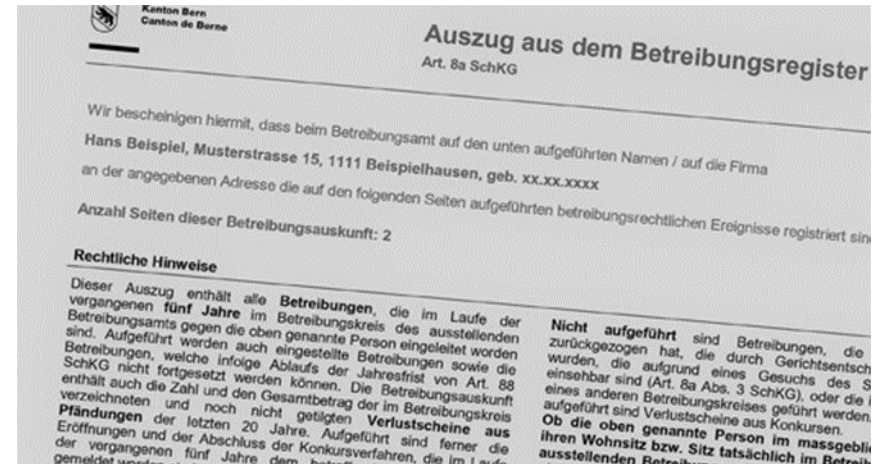 Kanton Bern
Canton de Berne
Auszug aus dem Betreibungsregister
Art. 8a SchKG
Wir bescheinigen hiermit, dass beim Betreibungsamt auf den unten aufgeführten Namen / auf die Firma
Hans Beispiel, Musterstrasse 15, 1111 Beispielhausen, geb. xx.xx.xxxx
an der angegebenen Adresse die auf den folgenden Seiten aufgeführten betreibungsrechtlichen Ereignisse registriert sind
Anzahl Seiten dieser Betreibungsauskunft: 2
Rechtliche Hinweise
Dieser Auszug enthält alle Betreibungen, die im Laufe der
vergangenen fünf Jahre im Betreibungskreis des ausstellenden
Betreibungsamts gegen die oben genannte Person eingeleitet worden
sind. Aufgeführt werden auch eingestellte Betreibungen sowie die
Betreibungen, welche infolge Ablaufs der Jahresfrist von Art. 88
SchKG nicht fortgesetzt werden können. Die Betreibungsauskunft
enthält auch die Zahl und den Gesamtbetrag der im Betreibungskreis
verzeichneten und noch nicht getilgten Verlustscheine aus
Pfändungen der letzten 20 Jahre. Aufgeführt sind ferner die
Eröffnungen und der Abschluss der Konkursverfahren, die im Laufe
der vergangenen fünf Jahre dem
gemeldet worden
Nicht aufgeführt sind Betreibungen, die
zurückgezogen hat, die durch Gerichtsentsch
wurden, die aufgrund eines Gesuchs des S
einsehbar sind (Art. 8a Abs. 3 SchKG), oder die
eines anderen Betreibungskreises geführt werden.
aufgeführt sind Verlustscheine aus Konkursen.
Ob die oben genannte Person im massgeblic
ihren Wohnsitz bzw. Sitz tatsächlich im Betreib
ausstellenden